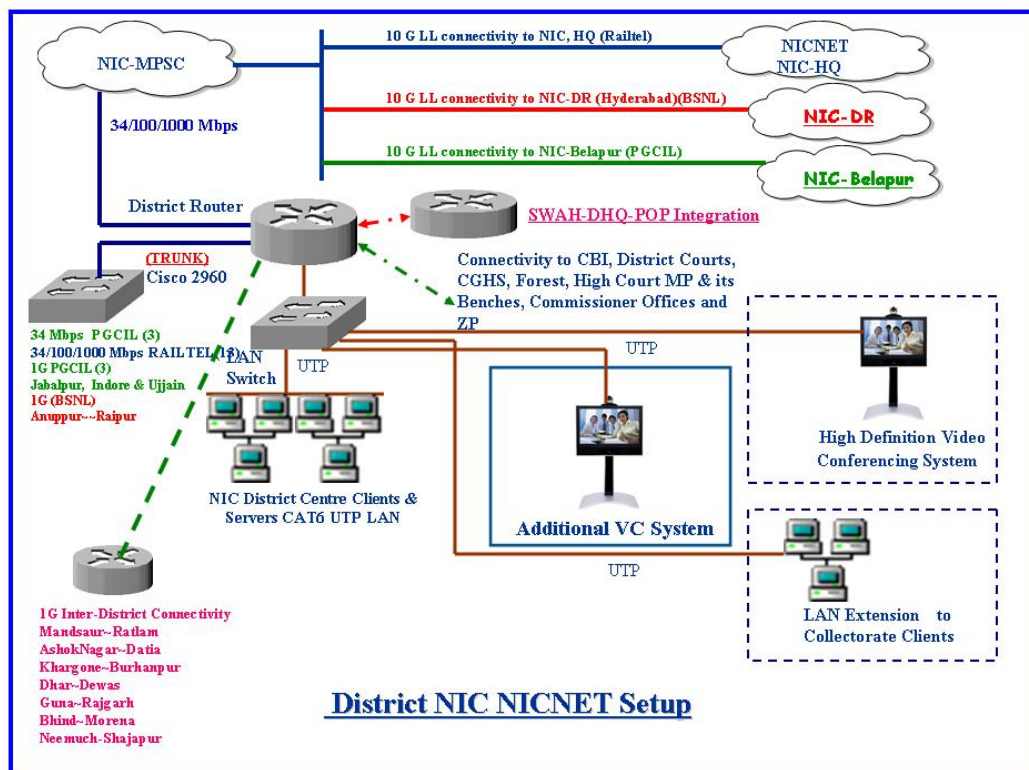 10 G LL connectivity to NIC, HQ (Railtel)
NIC-MPSC
NICNET
NIC-HQ
10 G LL connectivity to NIC-DR (Hyderabad)(BSNL)
NIC-DR
34/100/1000 Mbps
10 G LL connectivity to NIC-Belapur (PGCIL)
NIC-Belapur
District Router
SWAH-DHQ-POP Integration
(TRUNK)
Cisco 2960
Connectivity to CBI, District Courts,
CGHS, Forest, High Court MP & its
Benches, Commissioner Offices and
ZP
34 Mbps PGCIL (3)
34/100/1000 Mbps RAILTEL (13)
1G PGCIL (3)
Jabalpur, Indore & Ujjain
1G (BSNL)
Anuppur~~Raipur
LAN
Switch
UTP
UTP
High Definition Video
Conferencing System
NIC District Centre Clients &
Servers CAT6 UTP LAN
Additional VC System
UTP
LAN Extension to
Collectorate Clients
1G Inter-District Connectivity
Mandsaur~Ratlam
AshokNagar~Datia
Khargone~Burhanpur
Dhar~Dewas
Guna~Rajgarh
Bhind~Morena
Neemuch-Shajapur
District NIC NICNET Setup